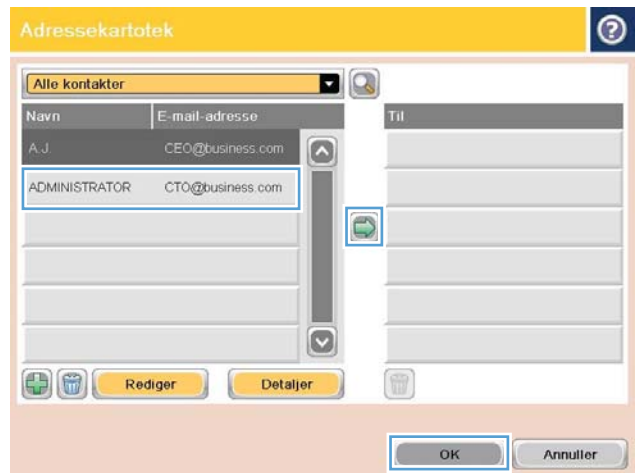 Adressekartotek ?
Alle kontakter
Navn E-mail-adresse Til
A.J. CEO@business.com
ADMINISTRATOR CTO@business.com
Rediger Detaljer
OK Annuller